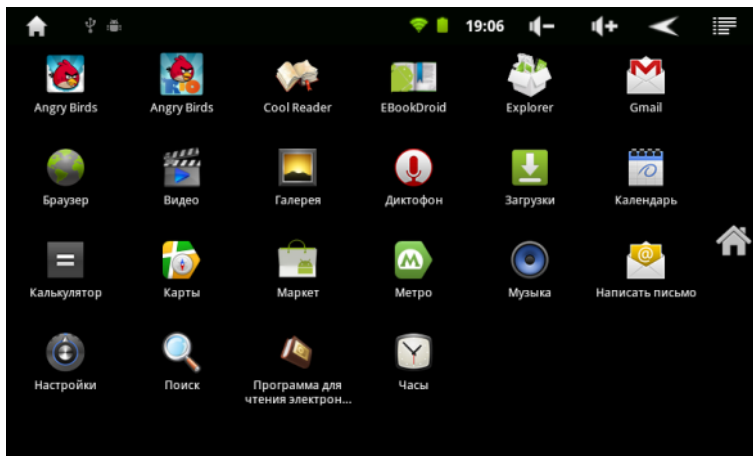 19:06
Angry Birds
Angry Birds
Cool Reader
EBookDroid
Explorer
Gmail
Браузер
Видео
Галерея
Диктофон
Загрузки
Календарь
Калькулятор
Карты
Маркет
Метро
Музыка
Написать письмо
Настройки
Поиск
Программа для
чтения электрон...
Часы